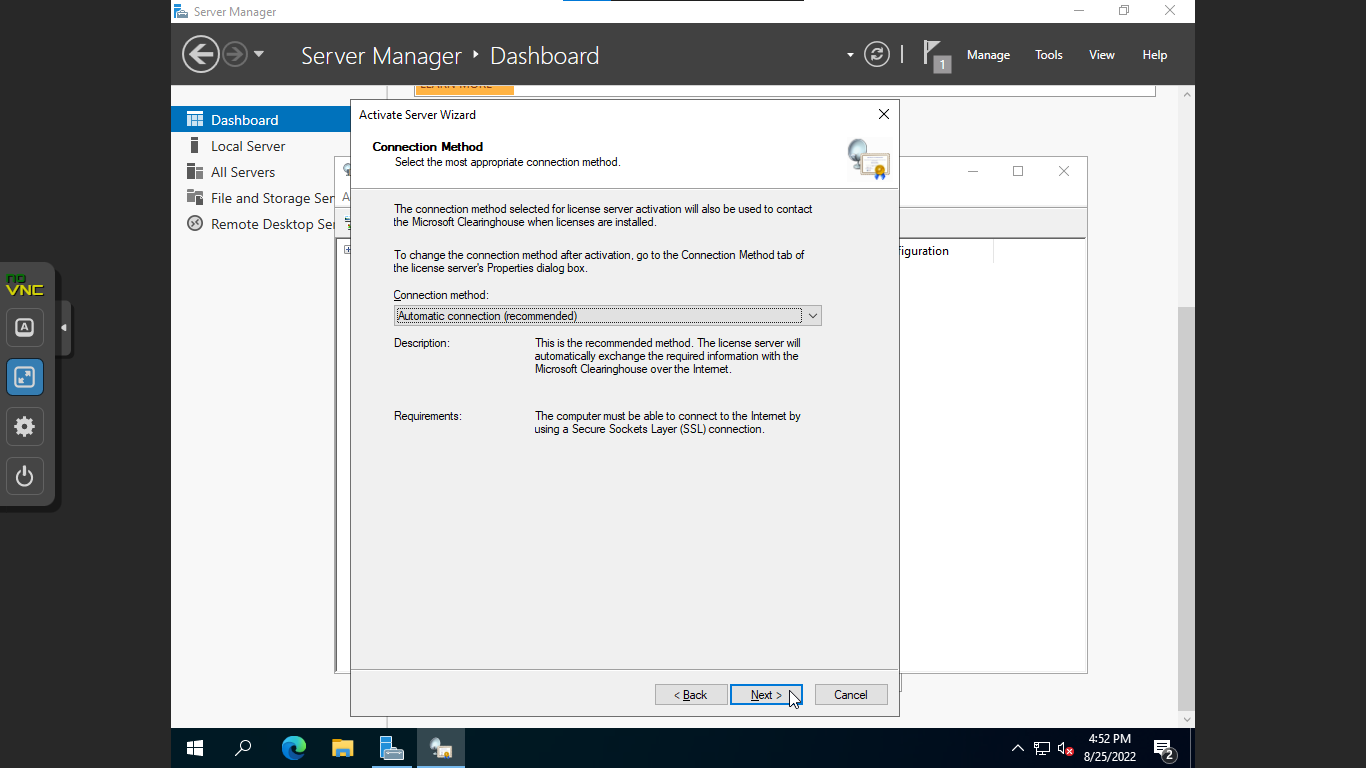 Server Manager
Server Manager ‣ Dashboard
1
Manage
Tools
View
Help
LEARN MORE
Dashboard
Local Server
All Servers
File and Storage Ser
Remote Desktop Ser
Activate Server Wizard
Connection Method
Select the most appropriate connection method.
The connection method selected for license server activation will also be used to contact
the Microsoft Clearinghouse when licenses are installed.
To change the connection method after activation, go to the Connection Method tab of
the license server's Properties dialog box.
Connection method:
Automatic connection (recommended)
Description:
This is the recommended method. The license server will
automatically exchange the required information with the
Microsoft Clearinghouse over the Internet.
Requirements:
The computer must be able to connect to the Internet by
using a Secure Sockets Layer (SSL) connection.
< Back
Next >
Cancel
A
figuration
no
VNC
A
4:52 PM
8/25/2022
2